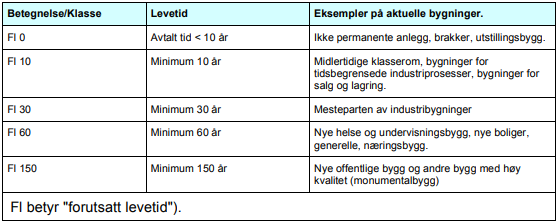 Betegnelse/Klasse Levetid Eksempler på aktuelle bygninger.
Fl 0 Avtalt tid < 10 år Ikke permanente anlegg, brakker, utstillingsbygg.
Fl 10 Minimum 10 år Midlertidige klasserom, bygninger for
tidsbegrensede industriprosesser, bygninger for
salg og lagring.
Fl 30 Minimum 30 år Mesteparten av industribygninger
Fl 60 Minimum 60 år Nye helse og undervisningsbygg, nye boliger,
generelle, næringsbygg.
Fl 150 Minimum 150 år Nye offentlige bygg og andre bygg med høy
kvalitet (monumentalbygg)
Fl betyr "forutsatt levetid").